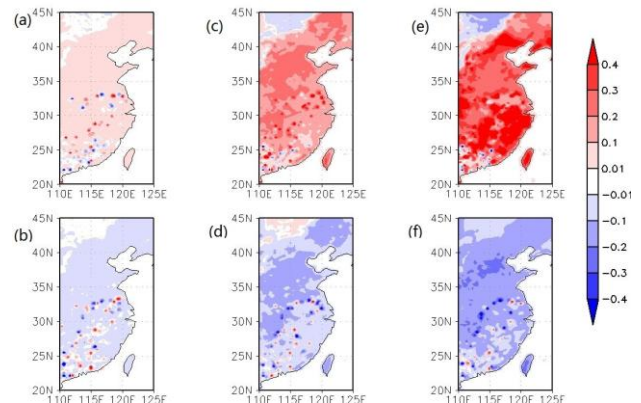 (a)
45N
40N
35N
30N
25N
20N
110E 115E 120E 125E
(c)
45N
40N
35N
30N
25N
20N
110E 115E 120E 125E
(e)
45N
40N
35N
30N
25N
20N
110E 115E 120E 125E
(b)
45N
40N
35N
30N
25N
20N
110E 115E 120E 125E
(d)
45N
40N
35N
30N
25N
20N
110E 115E 120E 125E
(f)
45N
40N
35N
30N
25N
20N
110E 115E 120E 125E
0.4
0.3
0.2
0.1
0.01
-0.01
-0.1
-0.2
-0.3
-0.4